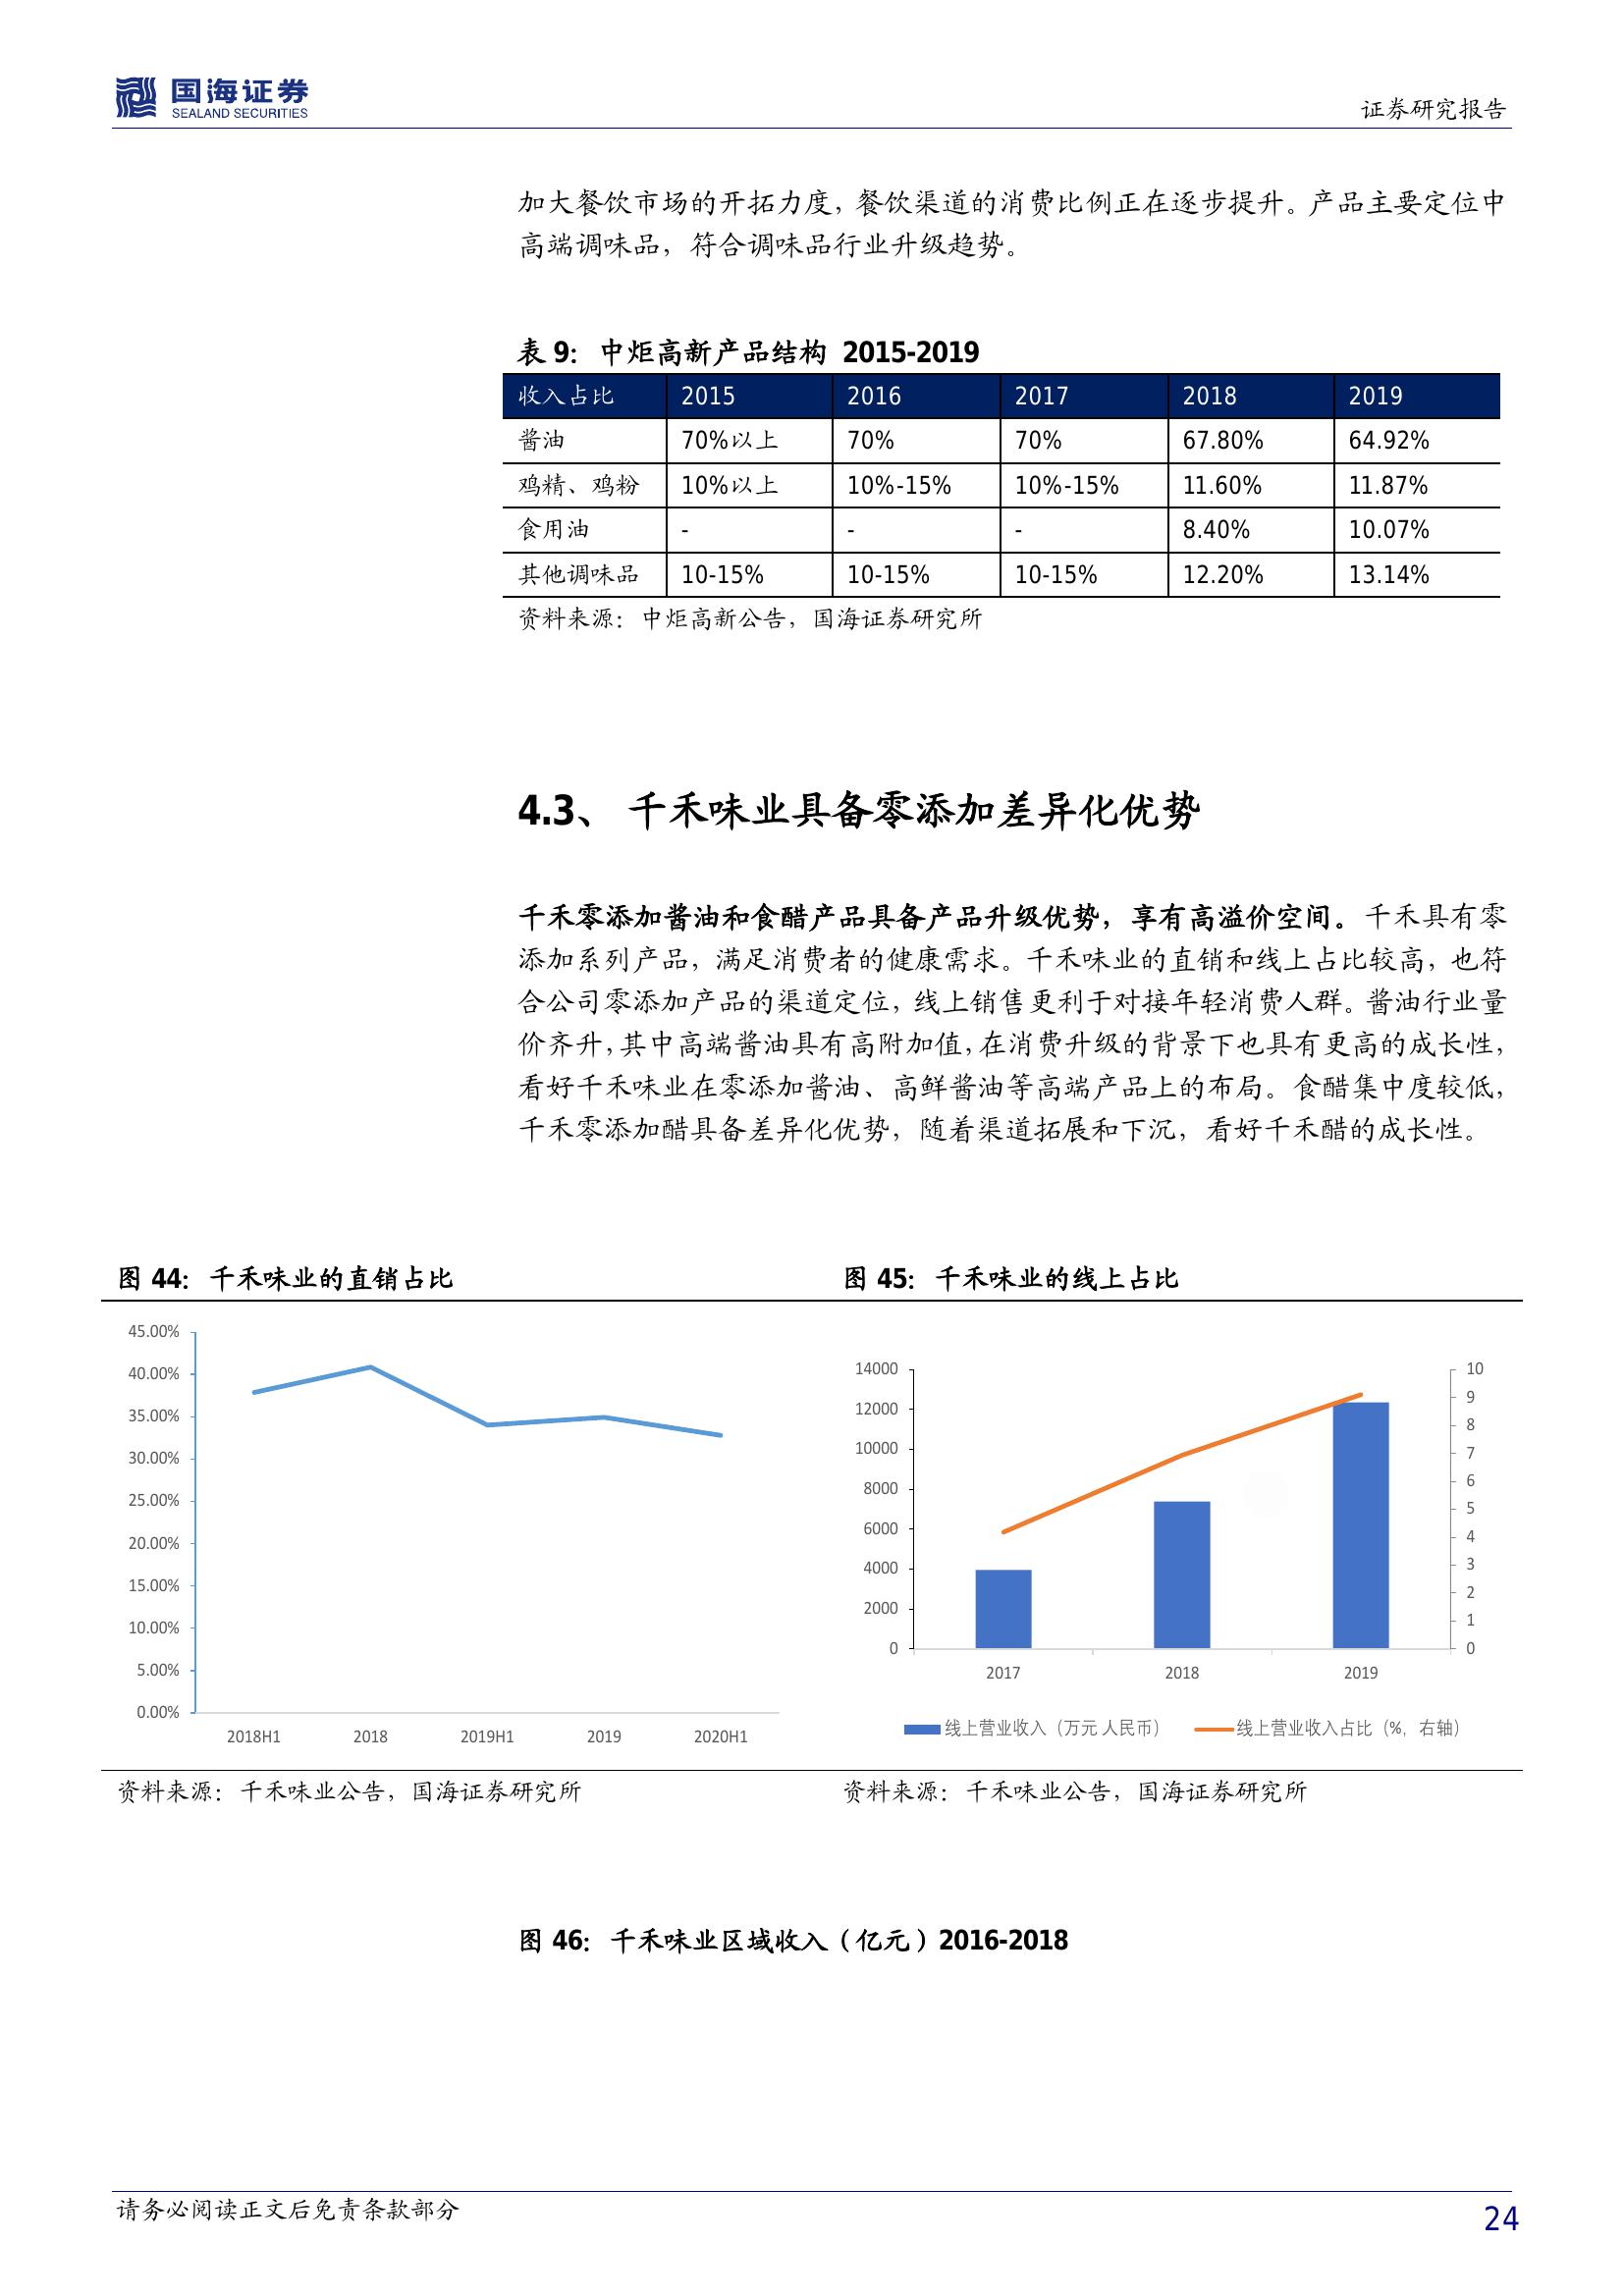 国海证券
SEALAND SECURITIES
证券研究报告
加大餐饮市场的开拓力度，餐饮渠道的消费比例正在逐步提升。产品主要定位中
高端调味品，符合调味品行业升级趋势。
表 9：中炬高新产品结构 2015-2019
收入占比 2015 2016 2017 2018 2019
酱油 70%以上 70% 70% 67.80% 64.92%
鸡精、鸡粉 10%以上 10%-15% 10%-15% 11.60% 11.87%
食用油 - - - 8.40% 10.07%
其他调味品 10-15% 10-15% 10-15% 12.20% 13.14%
资料来源：中炬高新公告，国海证券研究所
4.3、 千禾味业具备零添加差异化优势
千禾零添加酱油和食醋产品具备产品升级优势，享有高溢价空间。千禾具有零
添加系列产品，满足消费者的健康需求。千禾味业的直销和线上占比较高，也符
合公司零添加产品的渠道定位，线上销售更利于对接年轻消费人群。酱油行业量
价齐升，其中高端酱油具有高附加值，在消费升级的背景下也具有更高的成长性，
看好千禾味业在零添加酱油、高鲜酱油等高端产品上的布局。食醋集中度较低，
千禾零添加醋具备差异化优势，随着渠道拓展和下沉，看好千禾醋的成长性。
图 44：千禾味业的直销占比
45.00%
40.00%
35.00%
30.00%
25.00%
20.00%
15.00%
10.00%
5.00%
0.00%
2018H1 2018 2019H1 2019 2020H1
资料来源：千禾味业公告，国海证券研究所
图 45：千禾味业的线上占比
14000
12000
10000
8000
6000
4000
2000
0
10
9
8
7
6
5
4
3
2
1
0
2017 2018 2019
线上营业收入（万元 人民币） 线上营业收入占比（%，右轴）
资料来源：千禾味业公告，国海证券研究所
图 46：千禾味业区域收入（亿元）2016-2018
请务必阅读正文后免责条款部分
24